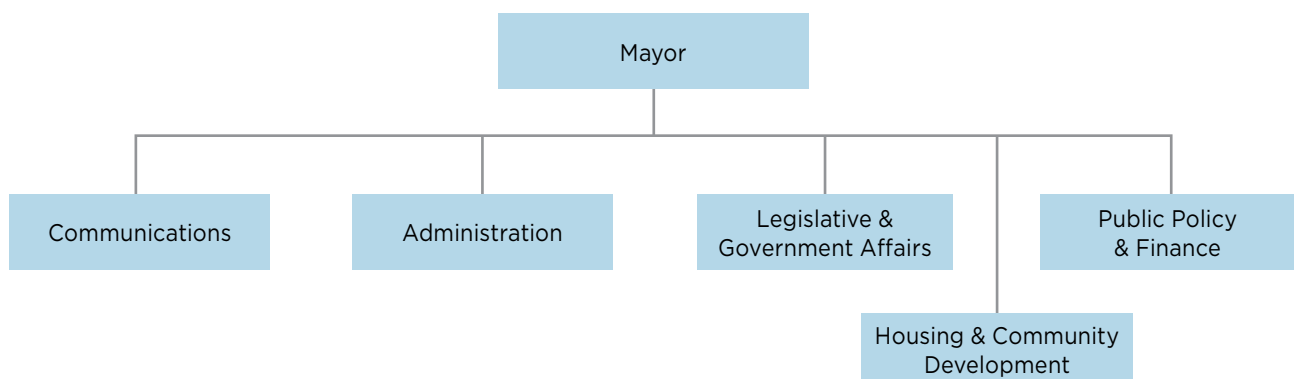 Mayor
Communications
Administration
Legislative &
Government Affairs
Public Policy
& Finance
Housing & Community
Development